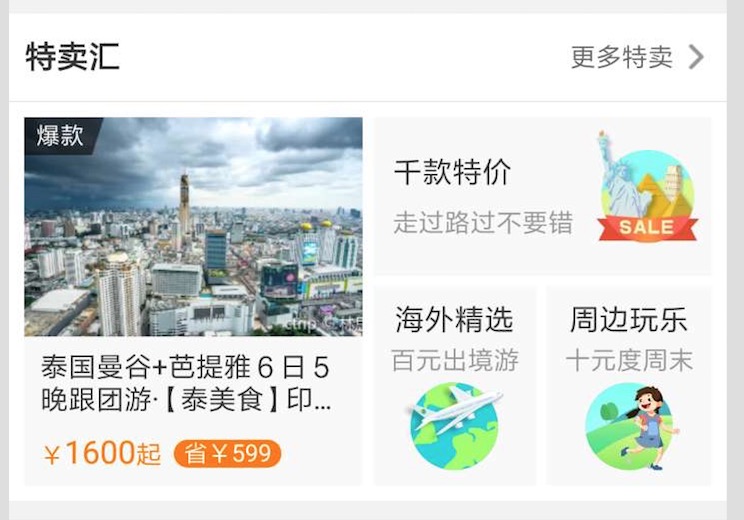 特卖汇
更多特卖
爆款
ctrip
泰国曼谷+芭提雅6日5
晚跟团游·【泰美食】印...
￥1600起
省￥599
千款特价
走过路过不要错
SALE
海外精选
百元出境游
周边玩乐
十元度周末